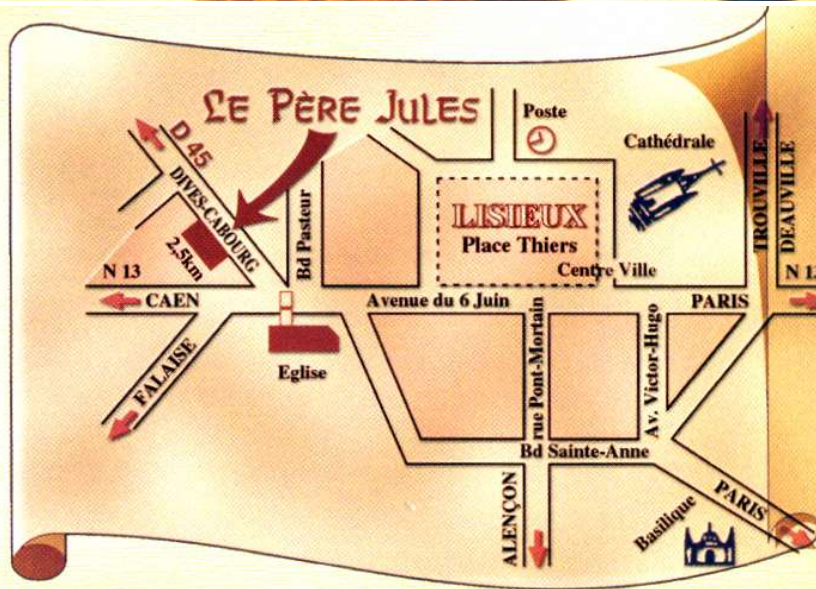 LE PÈRE JULES
Poste
Cathédrale
D 45
DIVES-CABOURG
2,5km
Bd Pasteur
LISIEUX
Place Thiers
Centre Ville
TROUVILLE
DEAUVILLE
N 13
CAEN
Avenue du 6 Juin
PARIS
N 13
FALAISE
Eglise
rue Pont-Mortain
Av. Victor-Hugo
Bd Sainte-Anne
ALENÇON
Basilique
PARIS